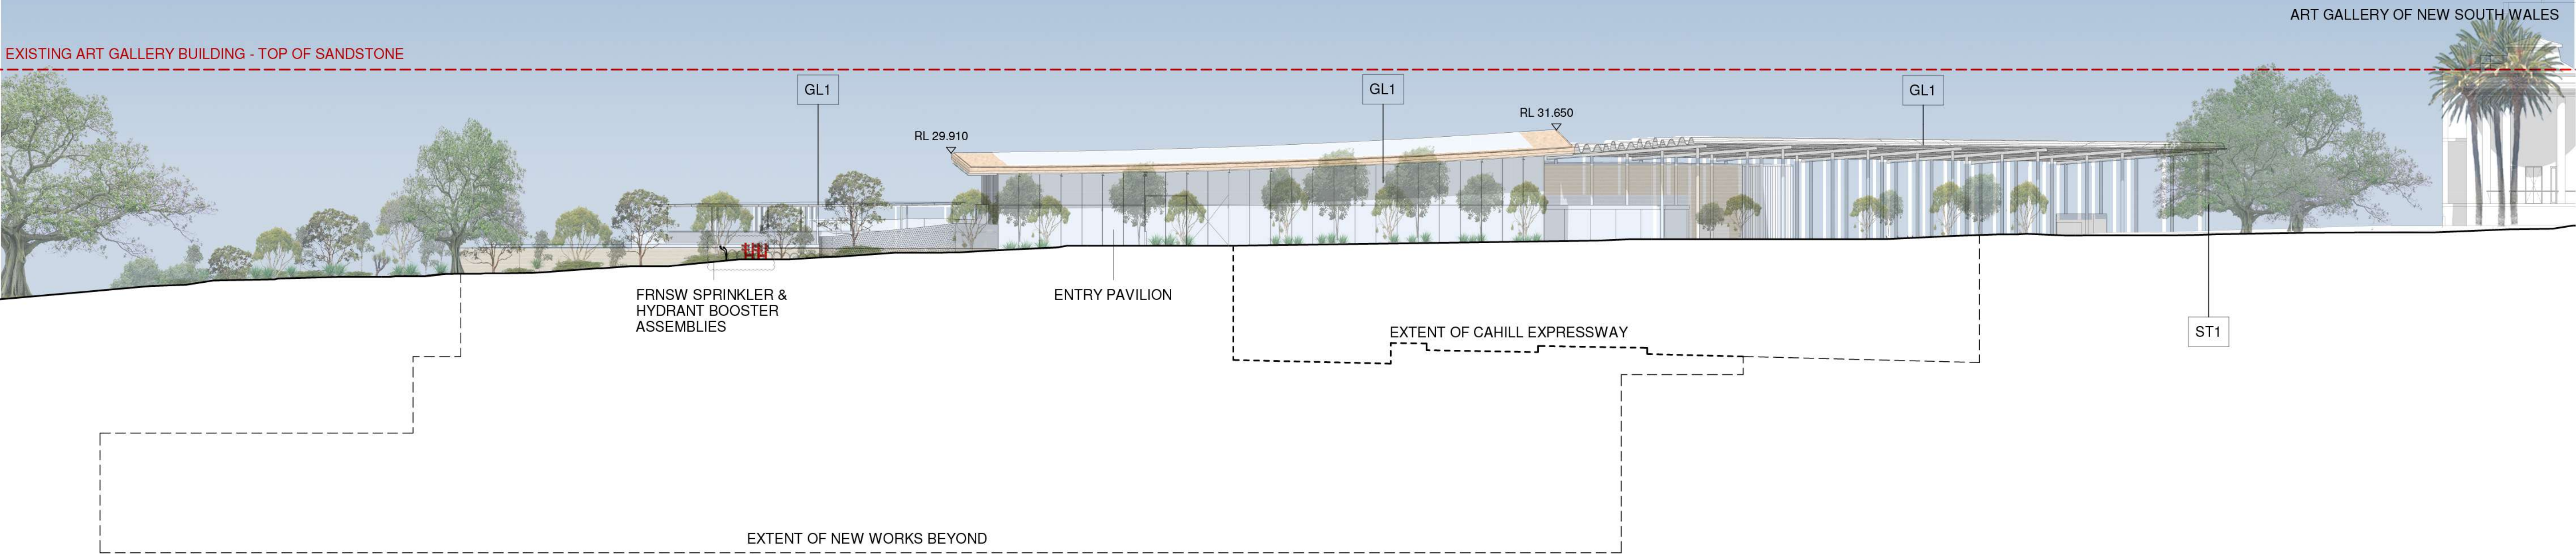 ART GALLERY OF NEW SOUTH WALES
EXISTING ART GALLERY BUILDING - TOP OF SANDSTONE
GL1
GL1
GL1
RL 29.910
RL 31.650
FRNSW SPRINKLER &
HYDRANT BOOSTER
ASSEMBLIES
ENTRY PAVILION
EXTENT OF CAHILL EXPRESSWAY
ST1
EXTENT OF NEW WORKS BEYOND